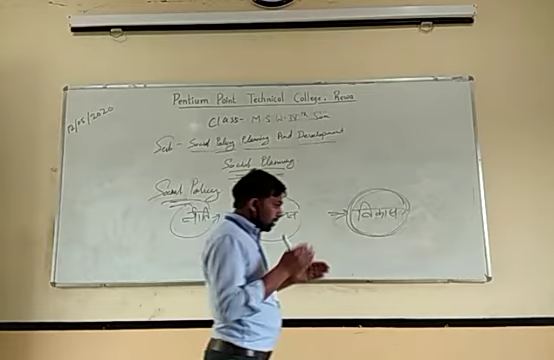 12/05/2020
Pentium Point Technical College, Rewa
Class- M.S.W-IVth Sem
Sub- Social Policy Planning And Development
Social Planning
Social Policy
नीति → विकास